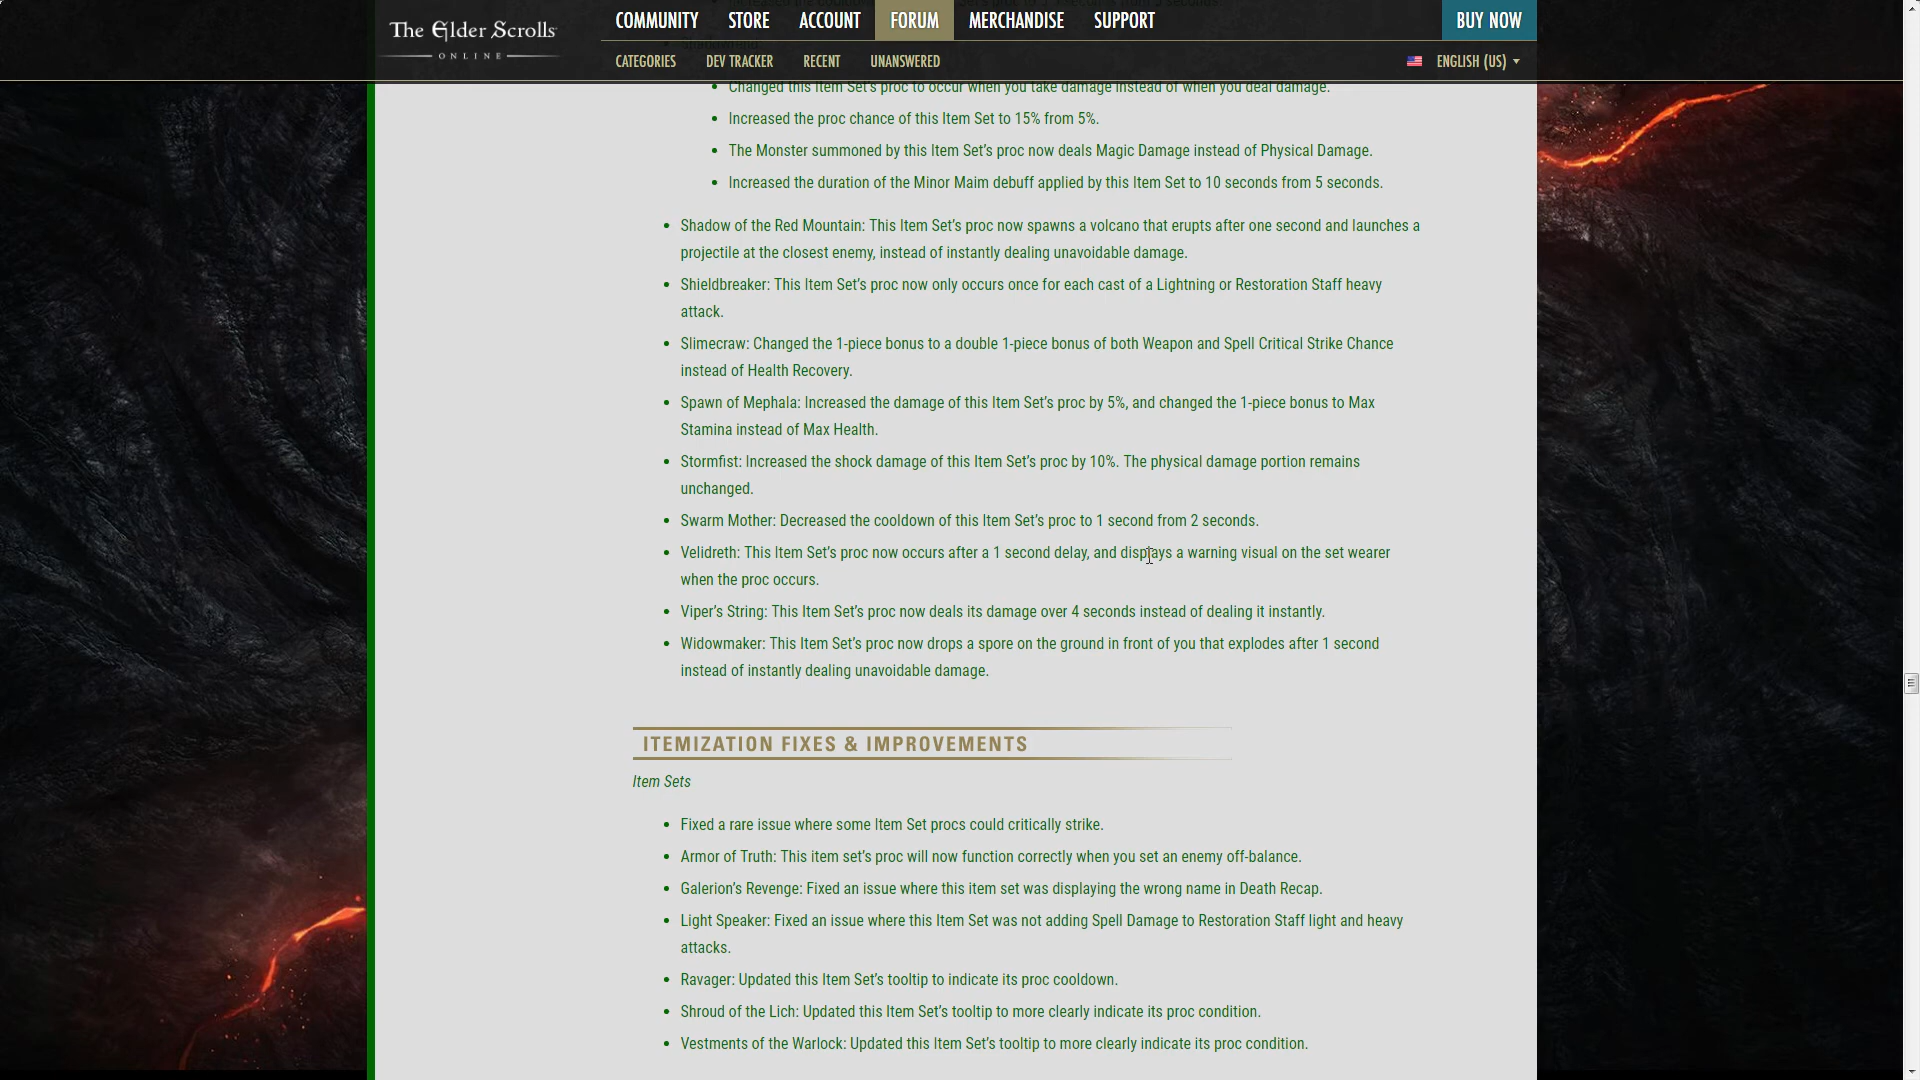 The Elder Scrolls
ONLINE
COMMUNITY STORE ACCOUNT FORUM MERCHANDISE SUPPORT BUY NOW
CATEGORIES DEV TRACKER RECENT UNANSWERED ENGLISH (US)
Changed this Item Set's proc to occur when you take damage instead of when you deal damage.
Increased the proc chance of this Item Set to 15% from 5%.
The Monster summoned by this Item Set's proc now deals Magic Damage instead of Physical Damage.
Increased the duration of the Minor Maim debuff applied by this Item Set to 10 seconds from 5 seconds.
Shadow of the Red Mountain: This Item Set's proc now spawns a volcano that erupts after one second and launches a
projectile at the closest enemy, instead of instantly dealing unavoidable damage.
Shieldbreaker: This Item Set's proc now only occurs once for each cast of a Lightning or Restoration Staff heavy
attack.
Slimecraw: Changed the 1-piece bonus to a double 1-piece bonus of both Weapon and Spell Critical Strike Chance
instead of Health Recovery.
Spawn of Mephala: Increased the damage of this Item Set's proc by 5%, and changed the 1-piece bonus to Max
Stamina instead of Max Health.
Stormfist: Increased the shock damage of this Item Set's proc by 10%. The physical damage portion remains
unchanged.
Swarm Mother: Decreased the cooldown of this Item Set's proc to 1 second from 2 seconds.
Velidreth: This Item Set's proc now occurs after a 1 second delay, and displays a warning visual on the set wearer
when the proc occurs.
Viper's String: This Item Set's proc now deals its damage over 4 seconds instead of dealing it instantly.
Widowmaker: This Item Set's proc now drops a spore on the ground in front of you that explodes after 1 second
instead of instantly dealing unavoidable damage.
ITEMIZATION FIXES & IMPROVEMENTS
Item Sets
Fixed a rare issue where some Item Set procs could critically strike.
Armor of Truth: This item set's proc will now function correctly when you set an enemy off-balance.
Galerion's Revenge: Fixed an issue where this item set was displaying the wrong name in Death Recap.
Light Speaker: Fixed an issue where this Item Set was not adding Spell Damage to Restoration Staff light and heavy
attacks.
Ravager: Updated this Item Set's tooltip to indicate its proc cooldown.
Shroud of the Lich: Updated this Item Set's tooltip to more clearly indicate its proc condition.
Vestments of the Warlock: Updated this Item Set's tooltip to more clearly indicate its proc condition.